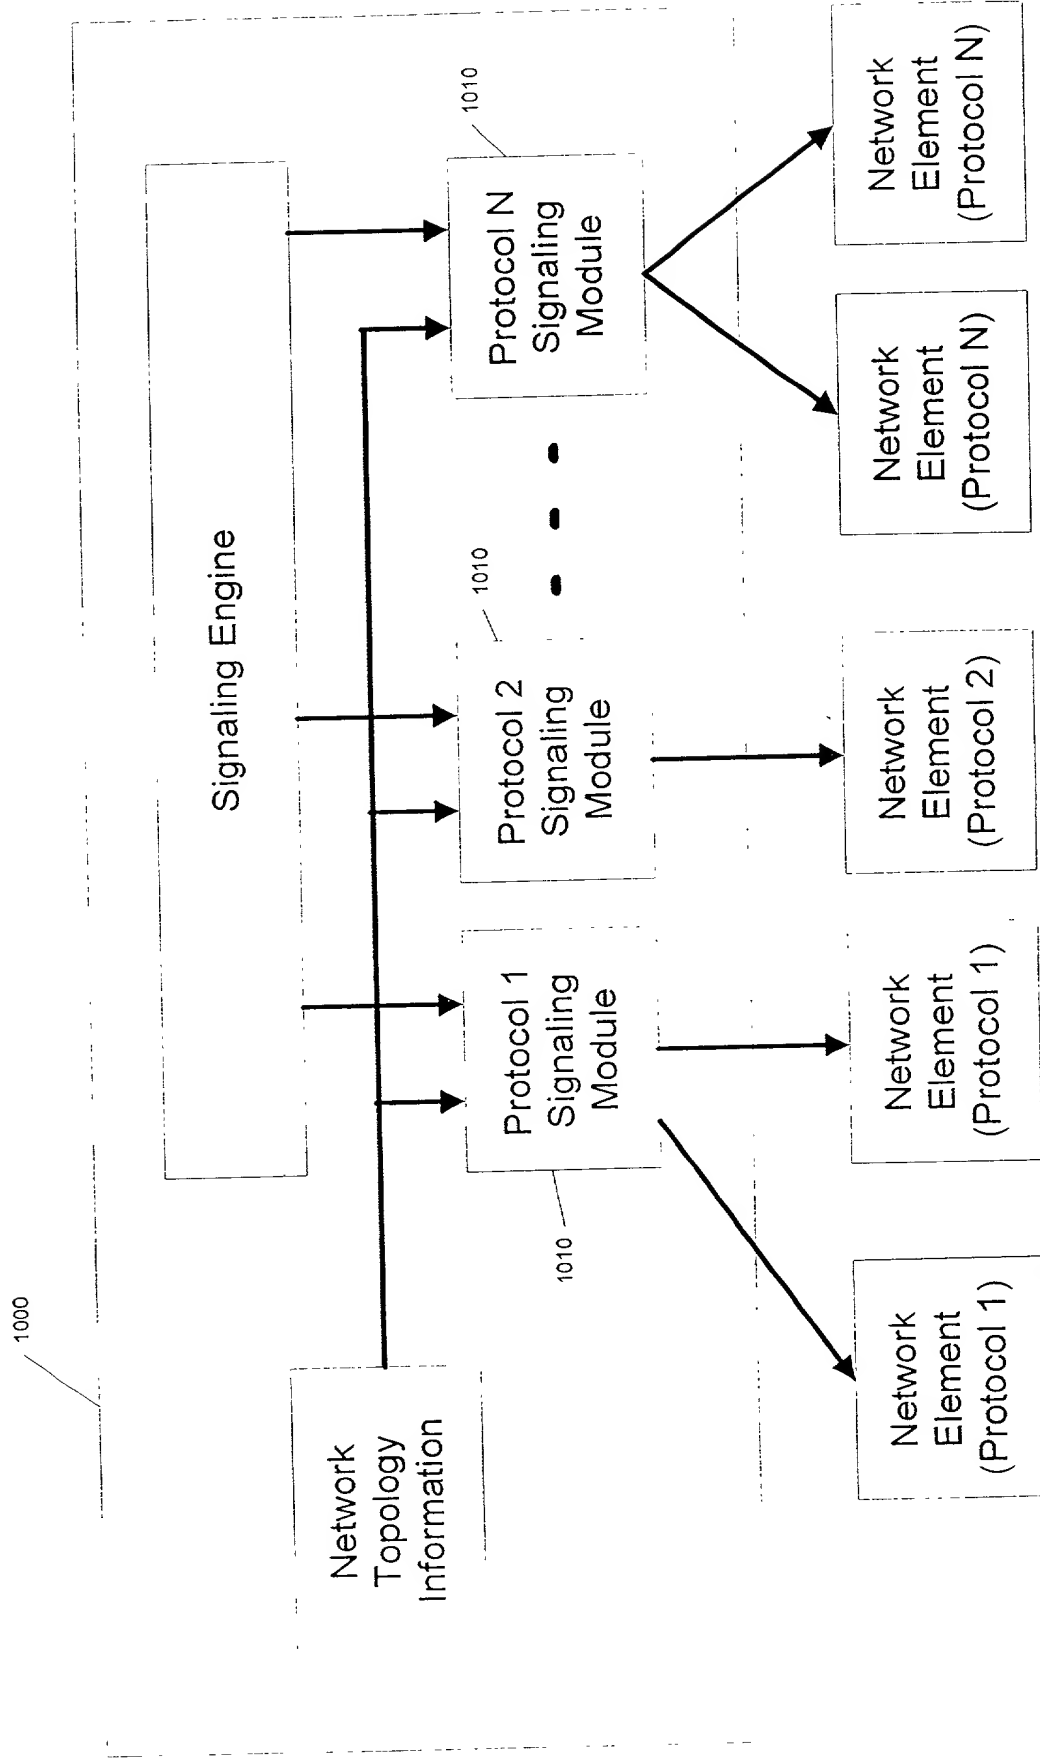 1000
Signaling Engine
Network
Topology
Information
1010
Protocol 1
Signaling
Module
1010
Protocol 2
Signaling
Module
1010
Protocol N
Signaling
Module
Network
Element
(Protocol 1)
Network
Element
(Protocol 1)
Network
Element
(Protocol 2)
Network
Element
(Protocol N)
Network
Element
(Protocol N)